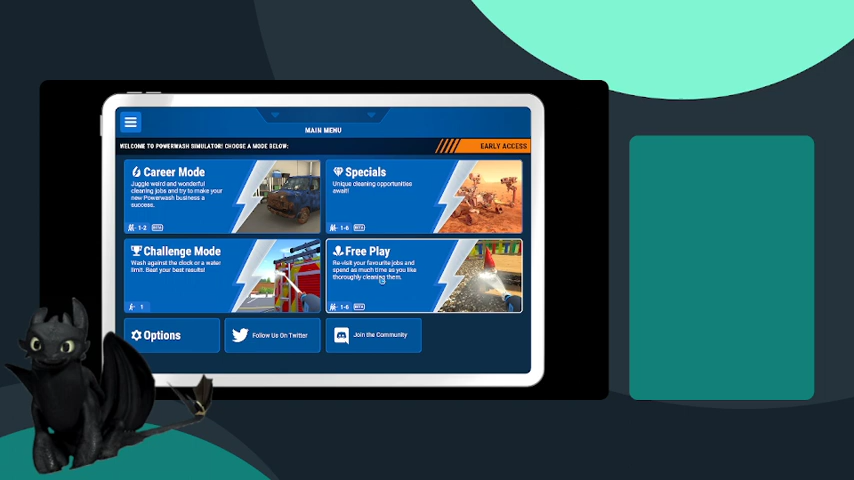 MAIN MENU
WELCOME TO POWERWASH SIMULATOR! CHOOSE A MODE BELOW:
EARLY ACCESS
Career Mode
Juggle weird and wonderful
cleaning jobs and try to make your
new Powerwash business a
success.
1-2 BETA
Specials
Unique cleaning opportunities
await!
1-6 BETA
Challenge Mode
Wash against the clock or a water
limit. Beat your best results!
1
Free Play
Re-visit your favourite jobs and
spend as much time as you like
thoroughly cleaning them.
1-6 BETA
Options
Follow Us On Twitter
Join the Community